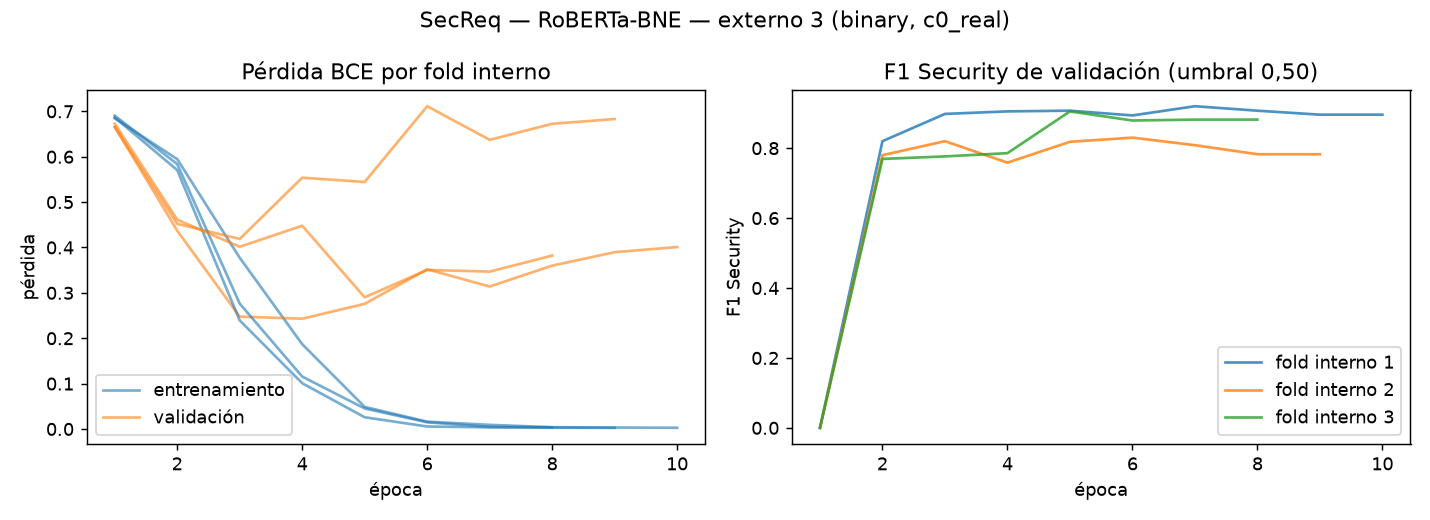 SecReq — RoBERTa-BNE — externo 3 (binary, c0_real)
Pérdida BCE por fold interno
pérdida
0.7
0.6
0.5
0.4
0.3
0.2
0.1
0.0
entrenamiento
validación
2 4 6 8 10
época
F1 Security de validación (umbral 0,50)
F1 Security
0.8
0.6
0.4
0.2
0.0
fold interno 1
fold interno 2
fold interno 3
2 4 6 8 10
época